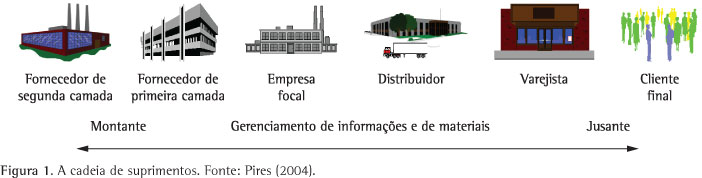 Fornecedor de
segunda camada
Fornecedor de
primeira camada
Empresa
focal
Distribuidor
Varejista
Cliente
final
Montante
Gerenciamento de informações e de materiais
Jusante
Figura 1. A cadeia de suprimentos. Fonte: Pires (2004).